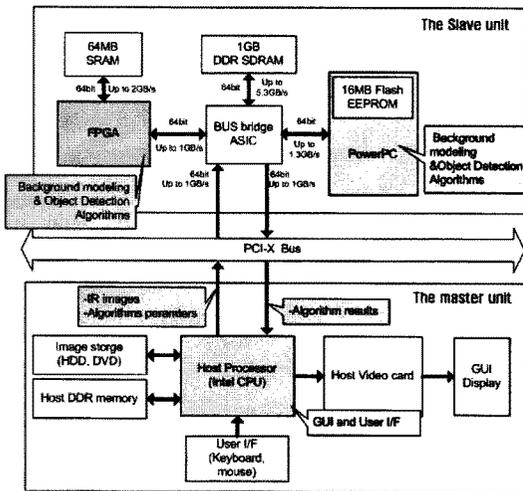 The Slave unit
64MB
SRAM
1GB
DDR SDRAM
64bit
Up to 2GB/s
64bit
Up to
5.3GB/s
16MB Flash
EEPROM
FPGA
64bit
Up to 1GB/s
BUS bridge
ASIC
64bit
Up to
1.3GB/s
PowerPC
Background
modeling
&Object Detection
Algorithms
Background modeling
& Object Detection
Algorithms
64bit
Up to 1GB/s
64bit
Up to 1GB/s
PCI-X Bus
-IR images
-Algorithms peramters
-Algorithm results
The master unit
Image storge
(HDD, DVD)
Host DDR memory
Host Processor
(Intel CPU)
Host Video card
GUI
Display
GUI and User I/F
User I/F
(Keyboard,
mouse)